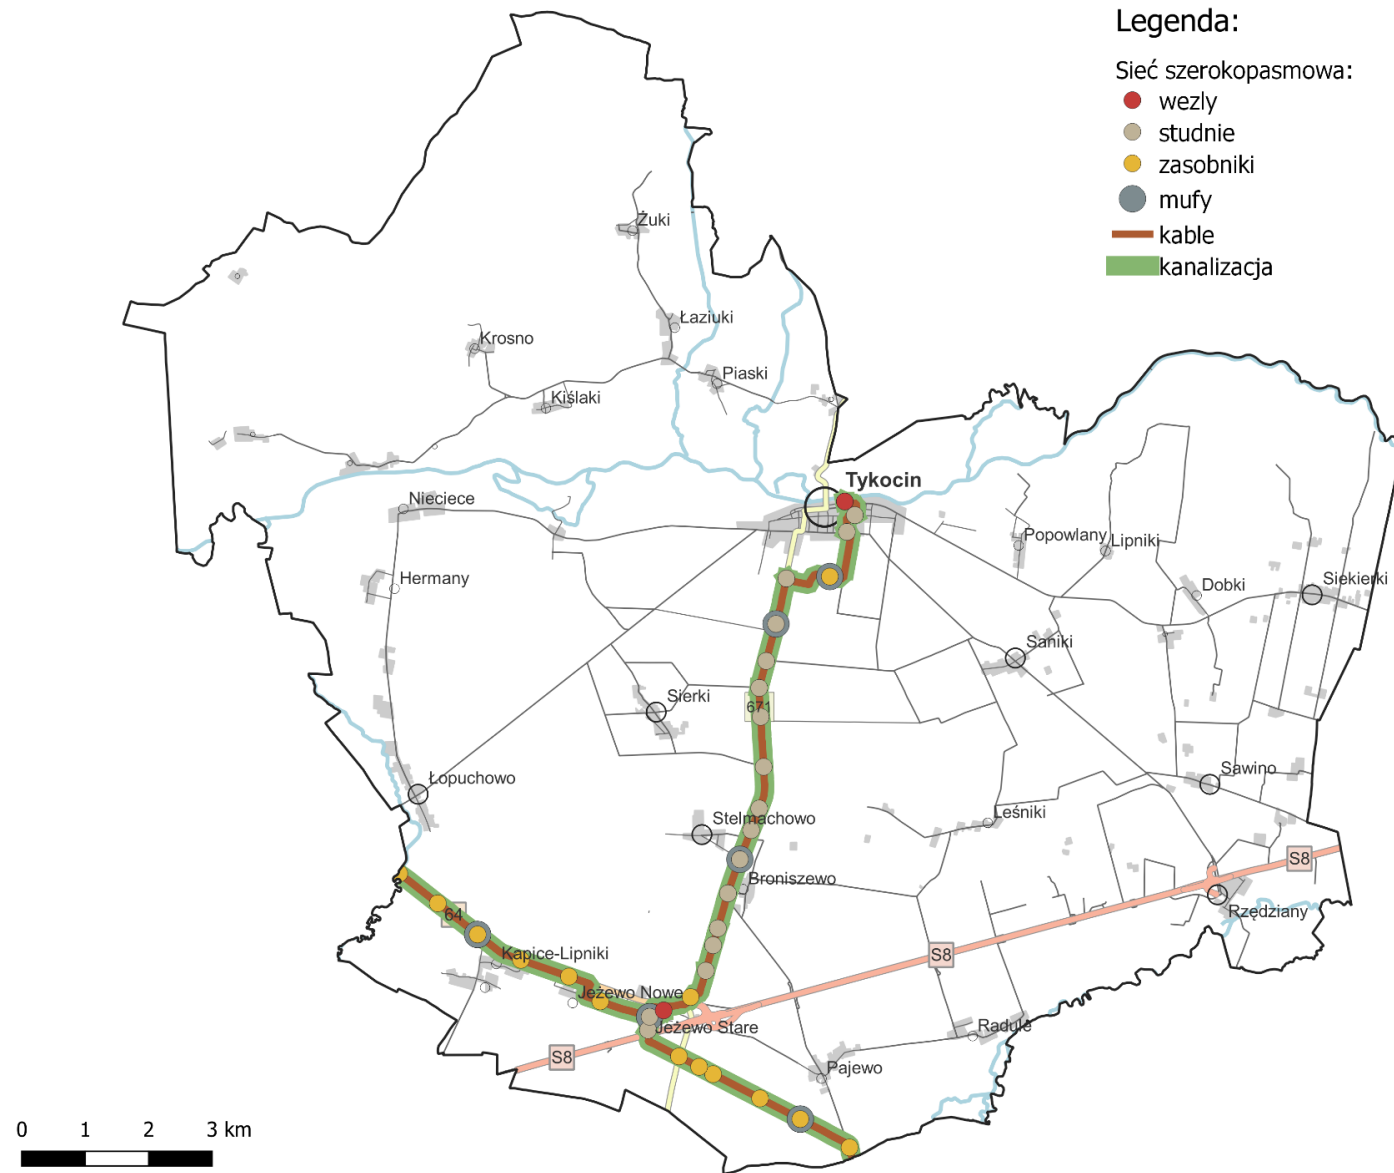 Legenda:
Sieć szerokopasmowa:
wezly
studnie
zasobniki
mufy
kable
kanalizacja
Żuki
Łaziuki
Krosno
Piaski
Kiślaki
Tykocin
Nieciece
Popowlany
Lipniki
Hermany
Dobki
Siekierki
Saniki
Sierki
671
Łopuchowo
Sawino
Stelmachowo
Leśniki
S8
Broniszewo
64
Rzędziany
Kapice-Lipniki
S8
Jeżewo Nowe
Jeżewo Stare
Radule
S8
Pajewo
0 1 2 3 km